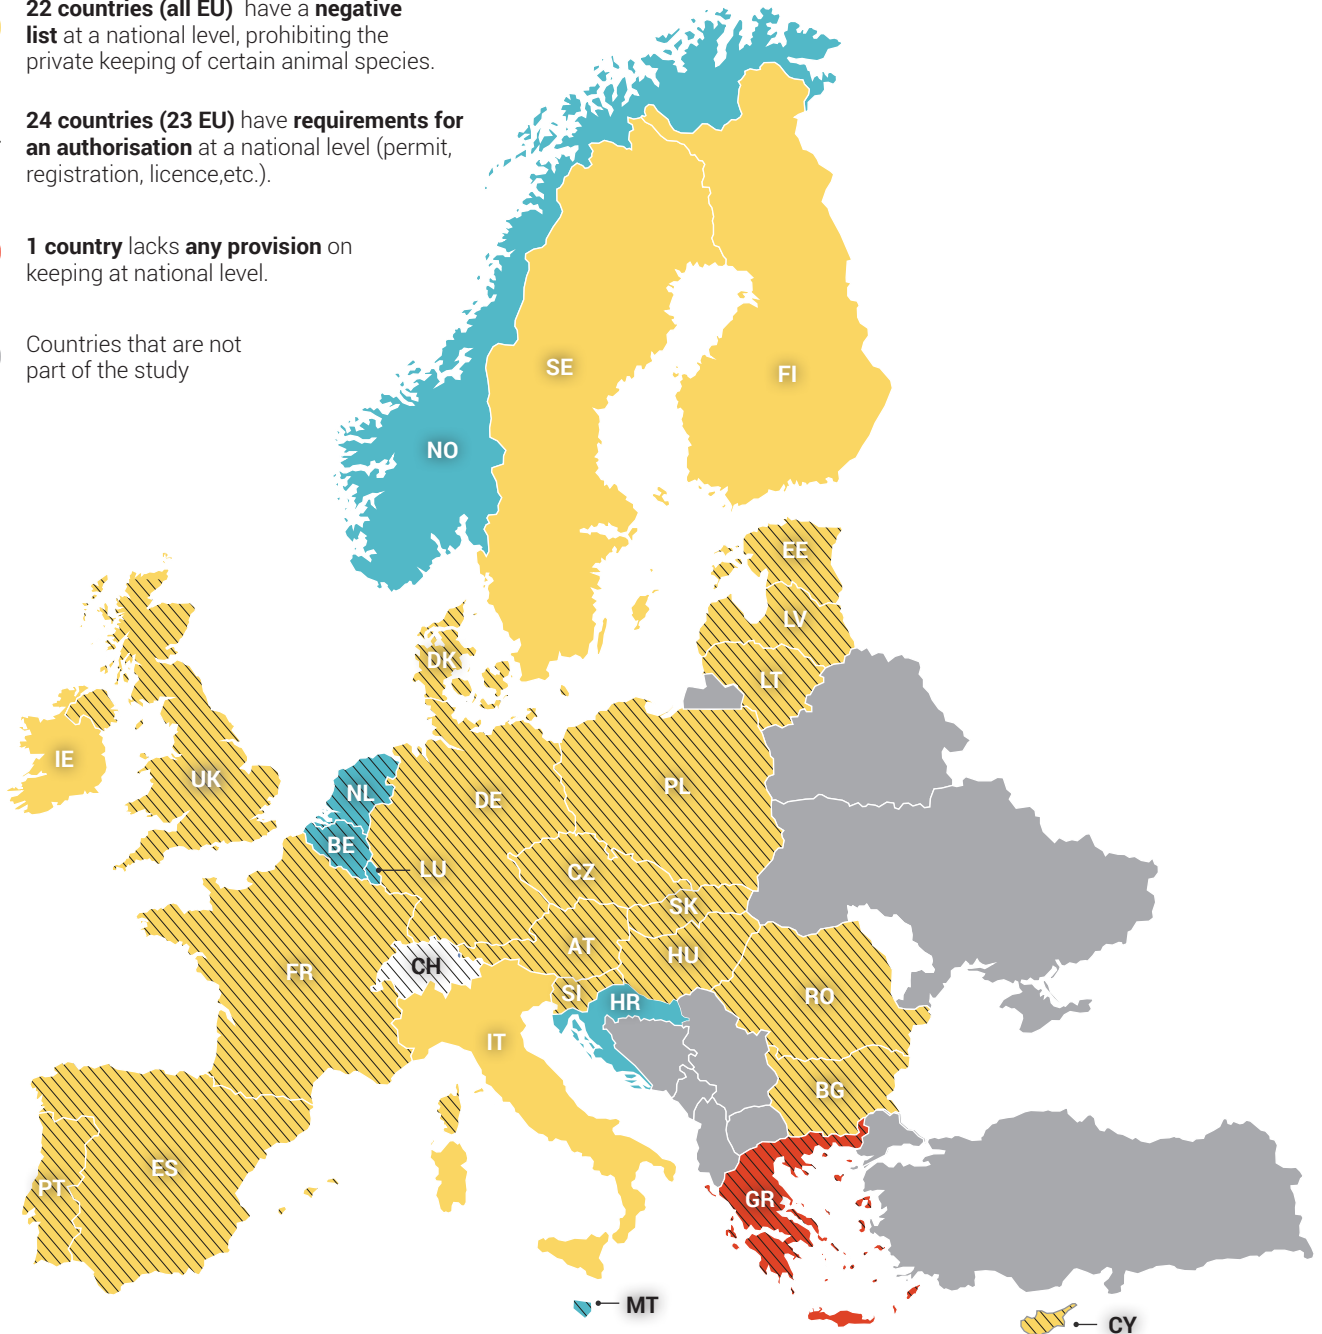 22 countries (all EU) have a negative
list at a national level, prohibiting the
private keeping of certain animal species.
24 countries (23 EU) have requirements for
an authorisation at a national level (permit,
registration, licence,etc.).
1 country lacks any provision on
keeping at national level.
Countries that are not
part of the study
SE
FI
NO
EE
LV
DK
LT
IE
UK
NL
DE
PL
BE
LU
CZ
SK
AT
HU
CH
FR
SI
HR
RO
IT
BG
ES
PT
GR
MT
CY